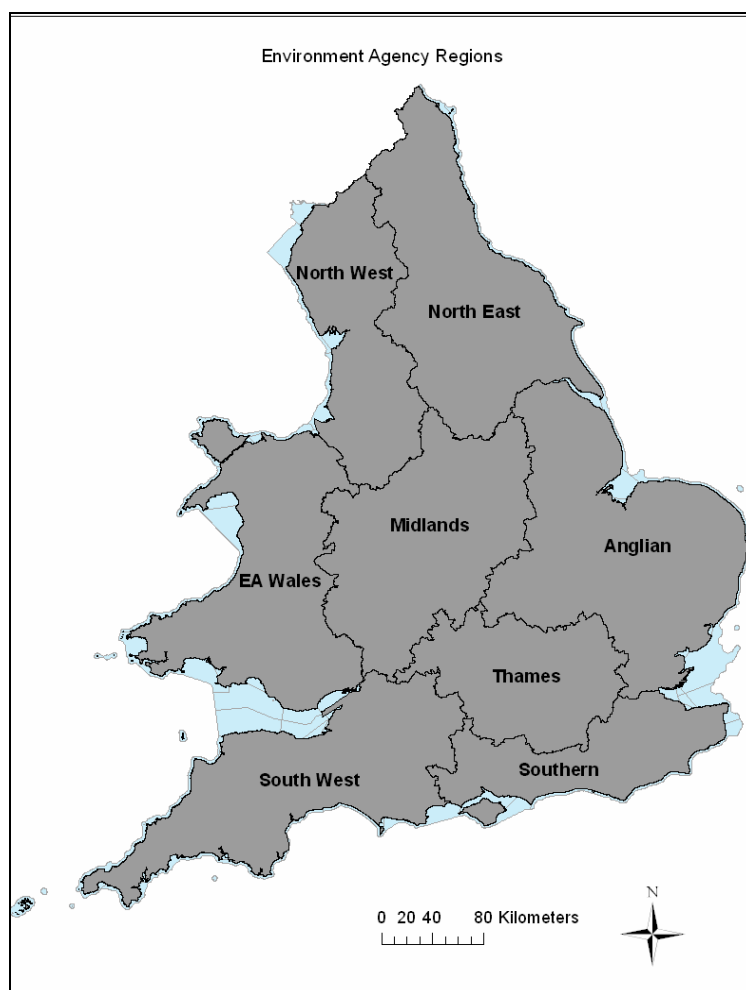 Environment Agency Regions
North West
North East
Midlands
Anglian
EA Wales
Thames
South West
Southern
N
0 20 40 80 Kilometers